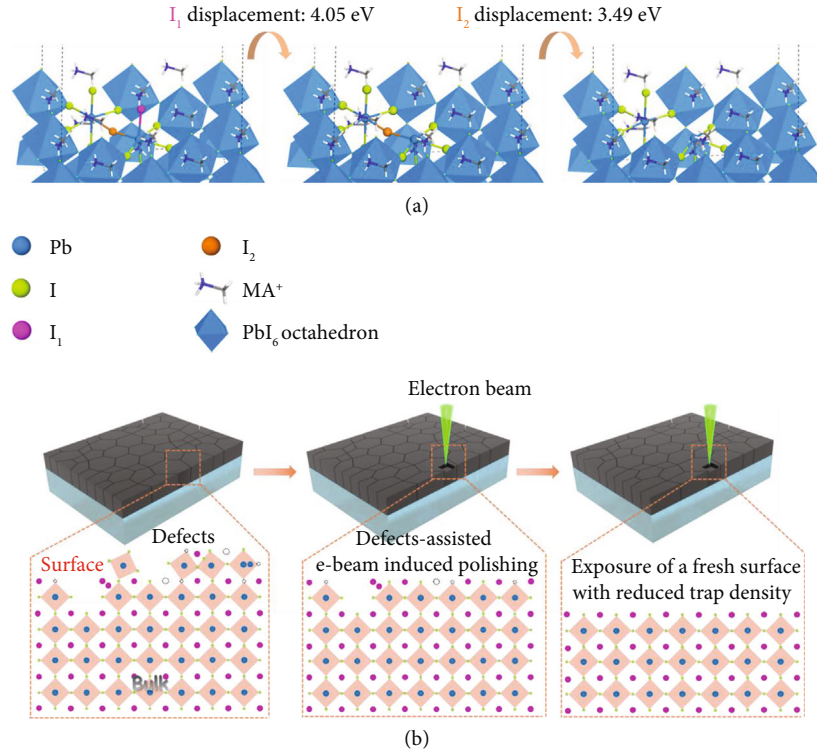 I₁ displacement: 4.05 eV
I₂ displacement: 3.49 eV
(a)
Pb
I₂
I
MA⁺
I₁
PbI₆ octahedron
Electron beam
Defects
Surface
Bulk
Defects-assisted
e-beam induced polishing
Exposure of a fresh surface
with reduced trap density
(b)